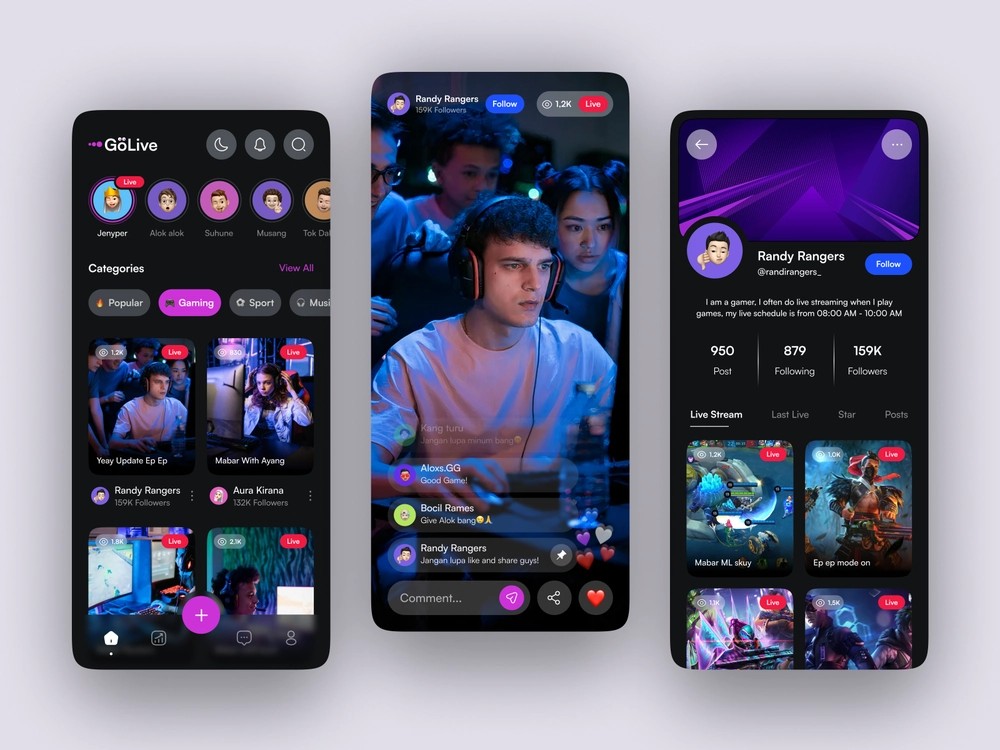 GöLive
Live
Jenyper
Alok alok
Suhune
Musang
Tok Dal
Categories
View All
Popular
Gaming
Sport
Musi
1,2K
Live
Live
Yeay Update Ep Ep
Mabar With Ayang
Randy Rangers
159K Followers
Aura Kirana
132K Followers
1.8K
Live
2,1K
Live
Randy Rangers
159K Followers
Follow
1,2K
Live
Kang turu
Jangan lupa minum bang
Aloxs.GG
Good Game!
Bocil Rames
Give Alok bang
Randy Rangers
Jangan lupa like and share guys!
Comment...
Randy Rangers
@randirangers_
Follow
I am a gamer, I often do live streaming when I play
games, my live schedule is from 08:00 AM - 10:00 AM
950
Post
879
Following
159K
Followers
Live Stream
Last Live
Star
Posts
1.2K
Live
1.0K
Live
Mabar ML skuy
Ep ep mode on
1.1K
Live
1.5K
Live